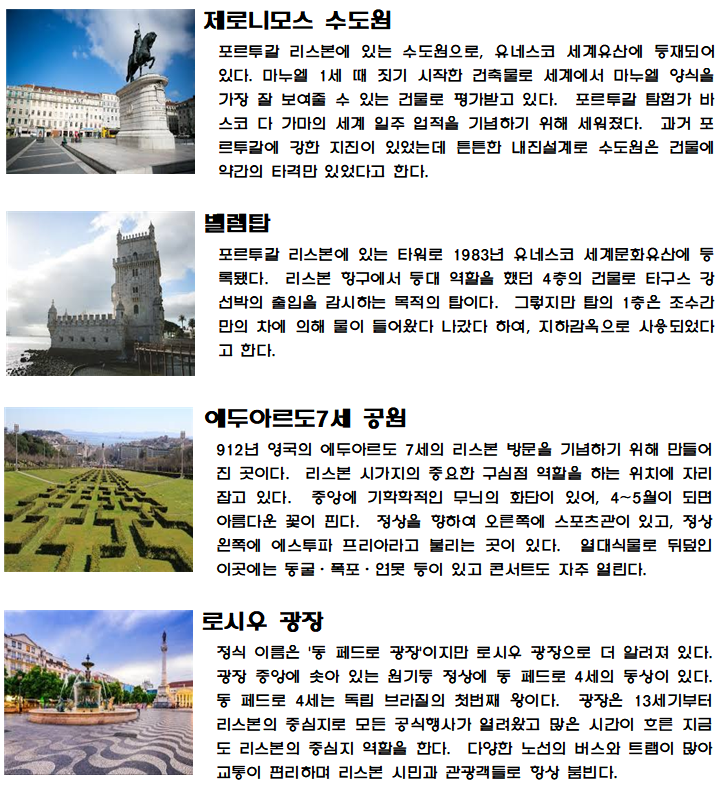 제로니모스 수도원
포르투갈 리스본에 있는 수도원으로, 유네스코 세계유산에 등재되어
있다. 마누엘 1세 때 짓기 시작한 건축물로 세계에서 마누엘 양식을
가장 잘 보여줄 수 있는 건물로 평가받고 있다. 포르투갈 탐험가 바
스코 다 가마의 세계 일주 업적을 기념하기 위해 세워졌다. 과거 포
르투갈에 강한 지진이 있었는데 튼튼한 내진설계로 수도원은 건물에
약간의 타격만 있었다고 한다.
벨렘탑
포르투갈 리스본에 있는 타워로 1983년 유네스코 세계문화유산에 등
록됐다. 리스본 항구에서 등대 역할을 했던 4층의 건물로 타구스 강
선박의 출입을 감시하는 목적의 탑이다. 그렇지만 탑의 1층은 조수간
만의 차에 의해 물이 들어왔다 나갔다 하여, 지하감옥으로 사용되었다
고 한다.
에두아르도7세 공원
912년 영국의 에두아르도 7세의 리스본 방문을 기념하기 위해 만들어
진 곳이다. 리스본 시가지의 중요한 구심점 역할을 하는 위치에 자리
잡고 있다. 중앙에 기학학적인 무늬의 화단이 있어, 4~5월이 되면
아름다운 꽃이 핀다. 정상을 향하여 오른쪽에 스포츠관이 있고, 정상
왼쪽에 에스투파 프리아라고 불리는 곳이 있다. 열대식물로 뒤덮인
이곳에는 동굴·폭포·연못 등이 있고 콘서트도 자주 열린다.
로시우 광장
정식 이름은 '동 페드로 광장'이지만 로시우 광장으로 더 알려져 있다.
광장 중앙에 솟아 있는 원기둥 정상에 동 페드로 4세의 동상이 있다.
동 페드로 4세는 독립 브라질의 첫번째 왕이다. 광장은 13세기부터
리스본의 중심지로 모든 공식행사가 열려왔고 많은 시간이 흐른 지금
도 리스본의 중심지 역할을 한다. 다양한 노선의 버스와 트램이 많아
교통이 편리하며 리스본 시민과 관광객들로 항상 붐빈다.